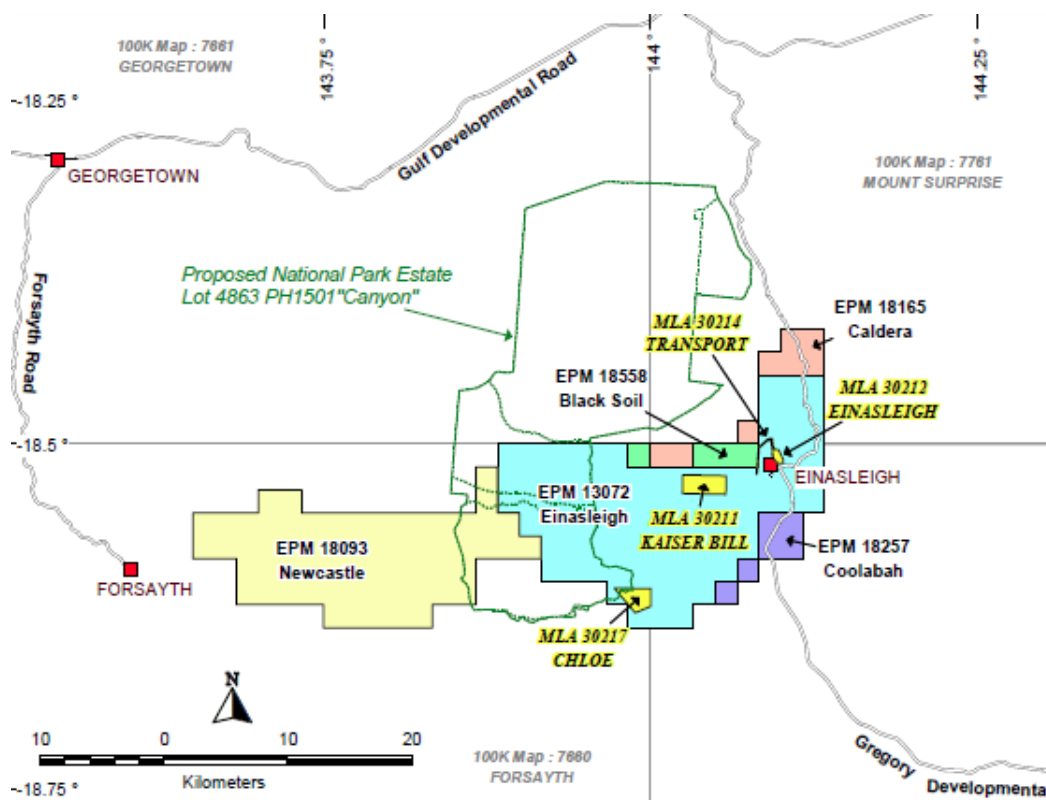 100K Map : 7661
GEORGETOWN
143.75 °
144 °
144.25 °
-18.25 °
Gulf Developmental Road
GEORGETOWN
100K Map : 7761
MOUNT SURPRISE
Forsayth Road
Proposed National Park Estate
Lot 4863 PH1501"Canyon"
MLA 30214
TRANSPORT
EPM 18165
Caldera
EPM 18558
Black Soil
MLA 30212
EINASLEIGH
-18.5 °
EINASLEIGH
EPM 13072
Einasleigh
MLA 30211
KAISER BILL
EPM 18093
Newcastle
EPM 18257
Coolabah
FORSAYTH
MLA 30217
CHLOE
N
10 0 10 20
Kilometers
100K Map : 7660
FORSAYTH
Gregory Developmenta
-18.75 °